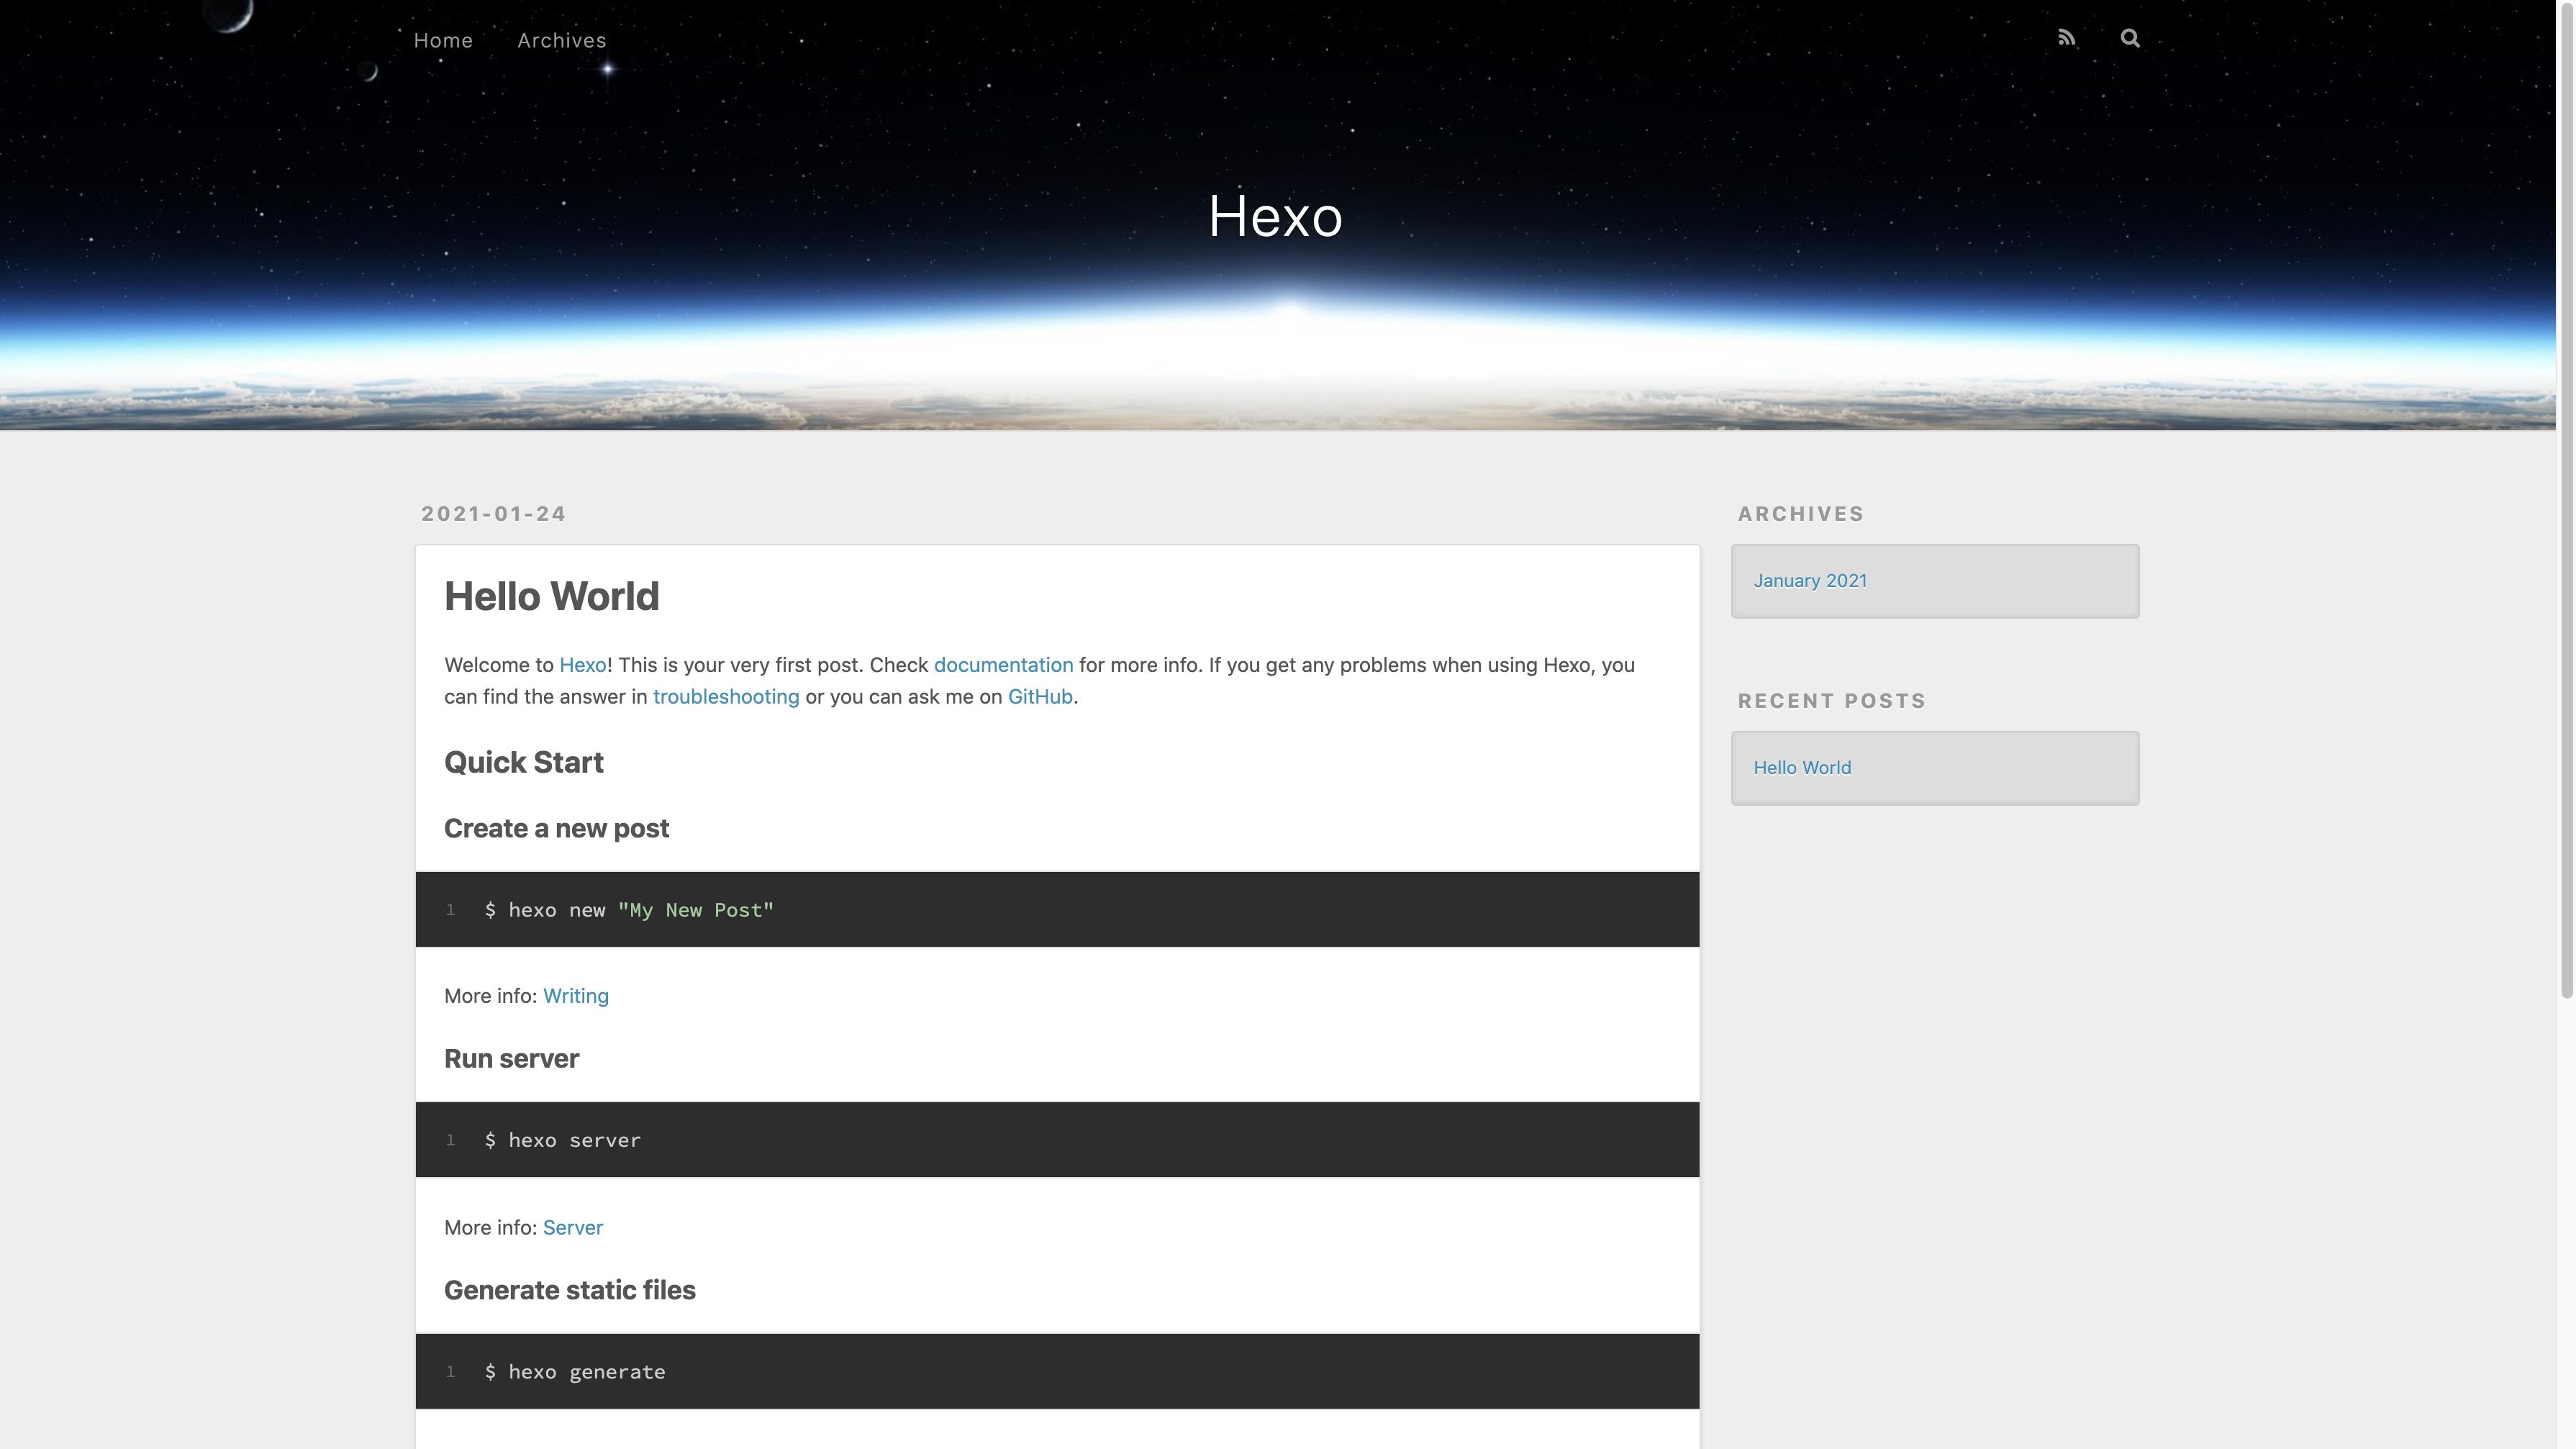 Home Archives
Hexo
2021-01-24
Hello World
Welcome to Hexo! This is your very first post. Check documentation for more info. If you get any problems when using Hexo, you
can find the answer in troubleshooting or you can ask me on GitHub.
Quick Start
Create a new post
1 $ hexo new "My New Post"
More info: Writing
Run server
1 $ hexo server
More info: Server
Generate static files
1 $ hexo generate
ARCHIVES
January 2021
RECENT POSTS
Hello World